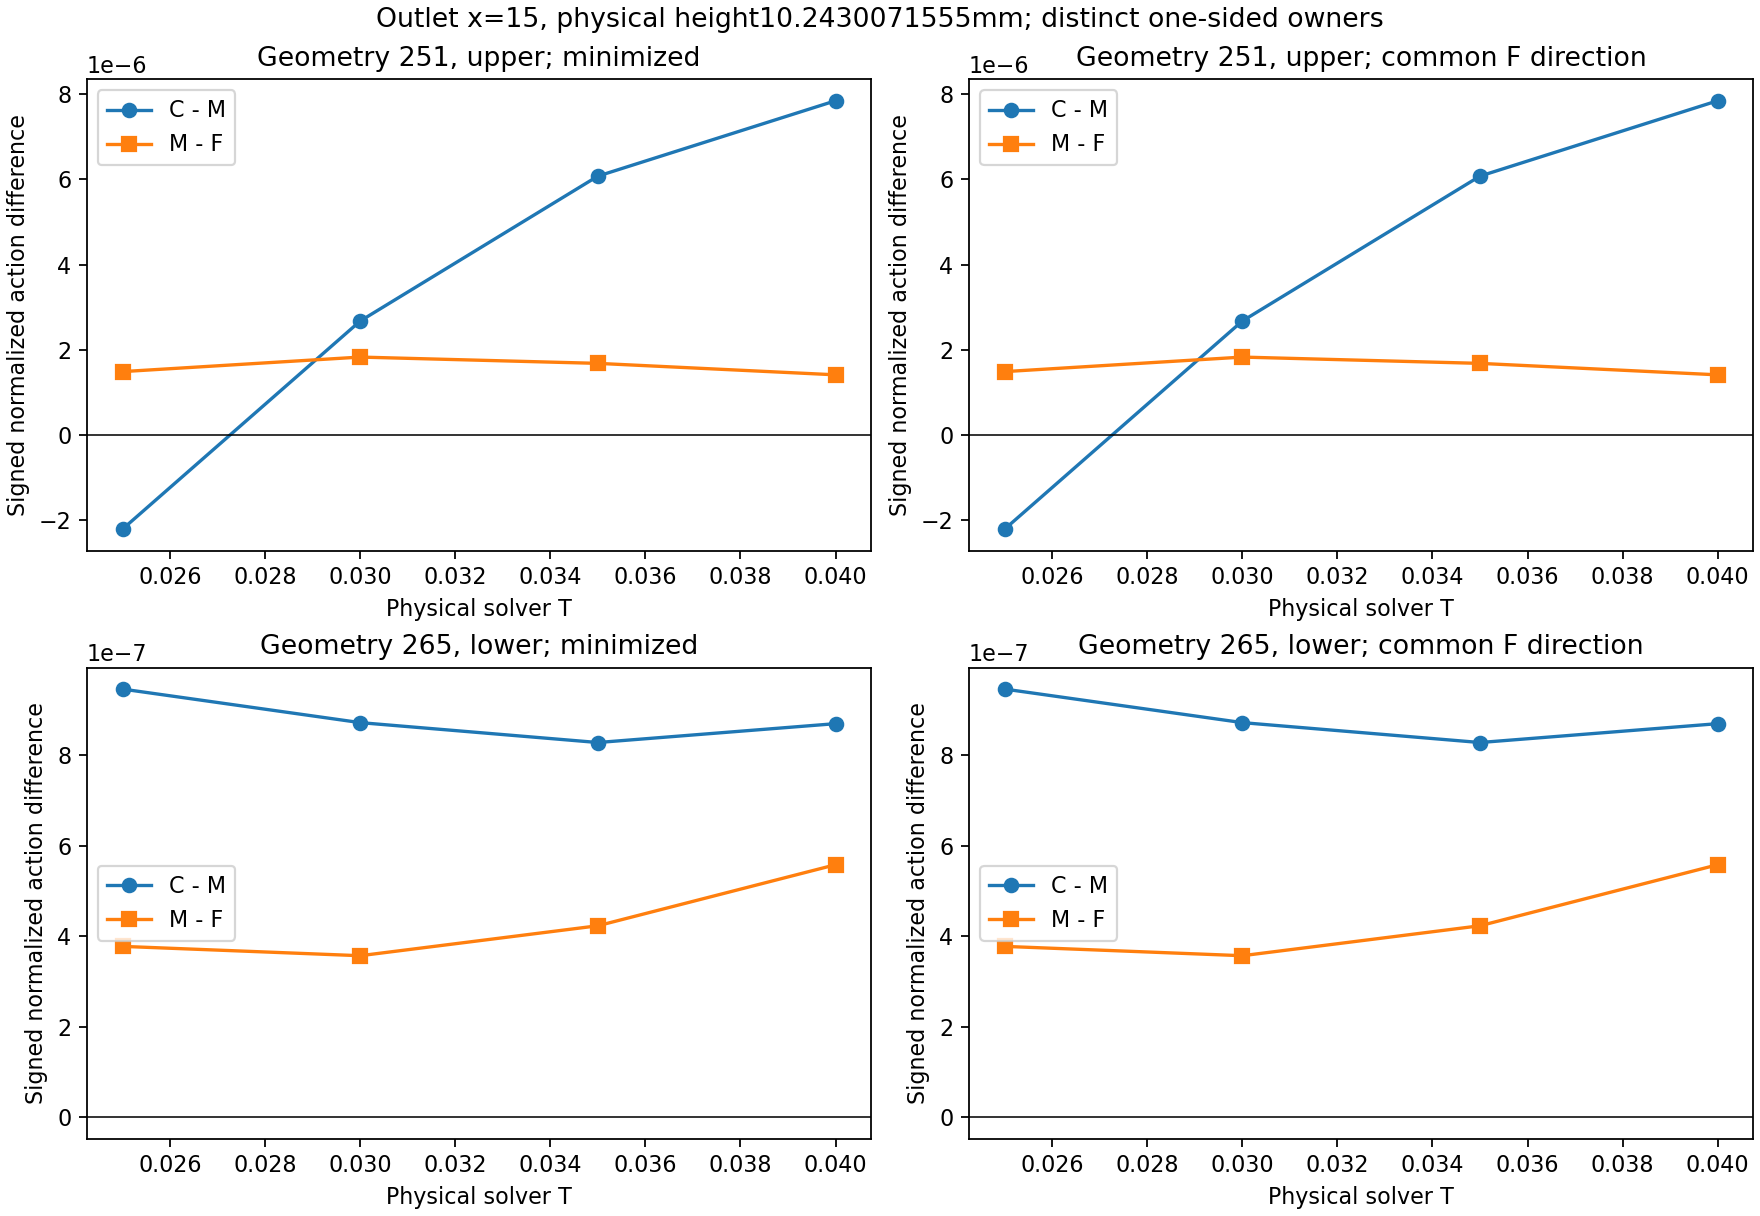 Outlet x=15, physical height10.2430071555mm; distinct one-sided owners
Geometry 251, upper; minimized
1e−6
Signed normalized action difference
8
6
4
2
0
−2
C - M
M - F
0.026 0.028 0.030 0.032 0.034 0.036 0.038 0.040
Physical solver T
Geometry 251, upper; common F direction
1e−6
Signed normalized action difference
8
6
4
2
0
−2
C - M
M - F
0.026 0.028 0.030 0.032 0.034 0.036 0.038 0.040
Physical solver T
Geometry 265, lower; minimized
1e−7
Signed normalized action difference
8
6
4
2
0
C - M
M - F
0.026 0.028 0.030 0.032 0.034 0.036 0.038 0.040
Physical solver T
Geometry 265, lower; common F direction
1e−7
Signed normalized action difference
8
6
4
2
0
C - M
M - F
0.026 0.028 0.030 0.032 0.034 0.036 0.038 0.040
Physical solver T